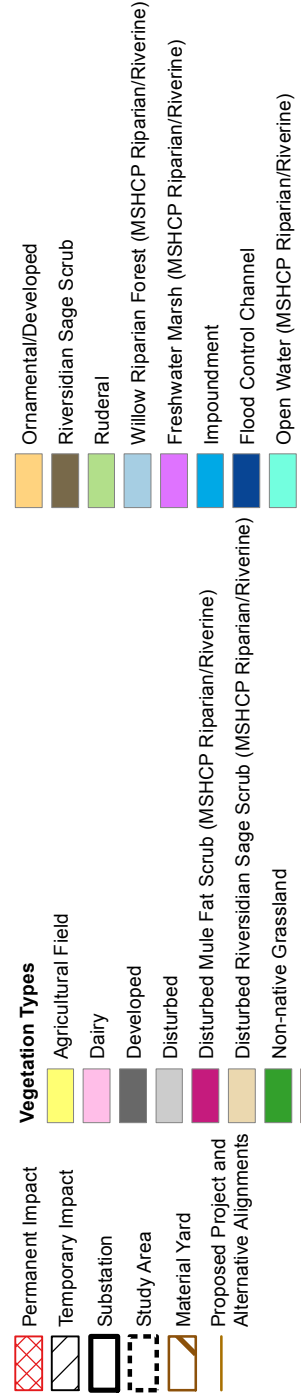 Permanent Impact
Temporary Impact
Substation
Study Area
Material Yard
Proposed Project and
Alternative Alignments
Vegetation Types
Agricultural Field
Dairy
Developed
Disturbed
Disturbed Mule Fat Scrub (MSHCP Riparian/Riverine)
Disturbed Riversidian Sage Scrub (MSHCP Riparian/Riverine)
Non-native Grassland
Ornamental/Developed
Riversidian Sage Scrub
Ruderal
Willow Riparian Forest (MSHCP Riparian/Riverine)
Freshwater Marsh (MSHCP Riparian/Riverine)
Impoundment
Flood Control Channel
Open Water (MSHCP Riparian/Riverine)